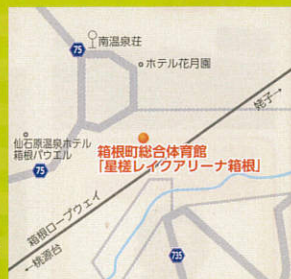 南温泉荘
75
ホテル花月園
姥子→
仙石原温泉ホテル
箱根パウエル
75
箱根町総合体育館
「星槎レイクアリーナ箱根」
箱根ロープウェイ
←桃源台
735